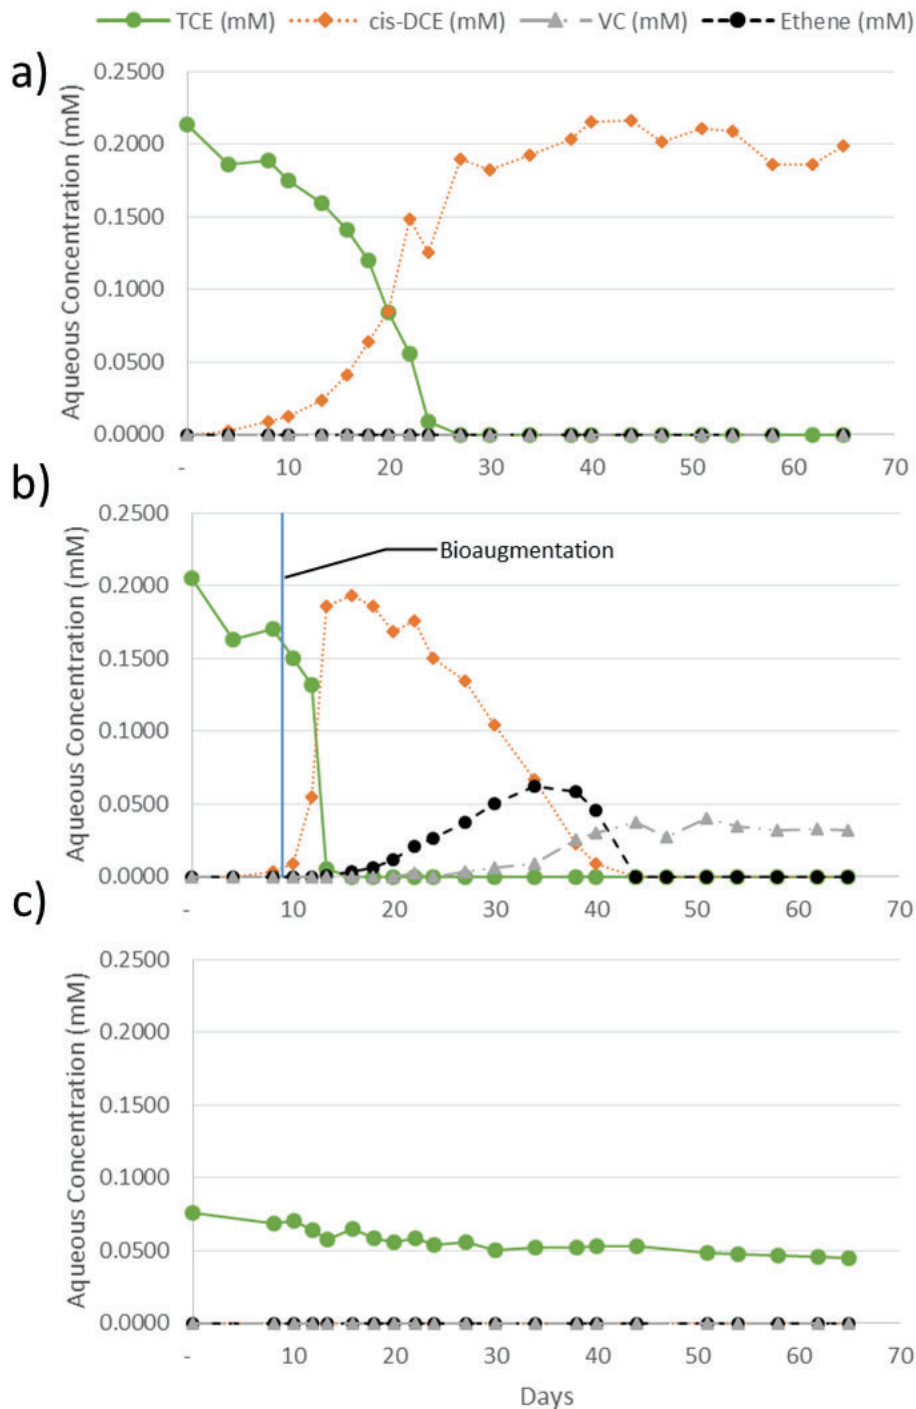 TCE (mM) cis-DCE (mM) VC (mM) Ethene (mM)
a)
Aqueous Concentration (mM)
0.2500
0.2000
0.1500
0.1000
0.0500
0.0000
- 10 20 30 40 50 60 70
b)
Aqueous Concentration (mM)
0.2500
0.2000
0.1500
0.1000
0.0500
0.0000
Bioaugmentation
- 10 20 30 40 50 60 70
c)
Aqueous Concentration (mM)
0.2500
0.2000
0.1500
0.1000
0.0500
0.0000
- 10 20 30 40 50 60 70
Days